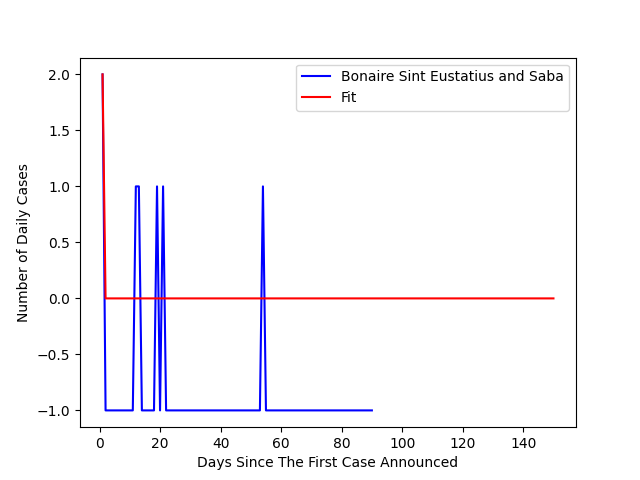 Bonaire Sint Eustatius and Saba
Fit
2.0
1.5
1.0
0.5
0.0
−0.5
−1.0
Number of Daily Cases
0 20 40 60 80 100 120 140
Days Since The First Case Announced